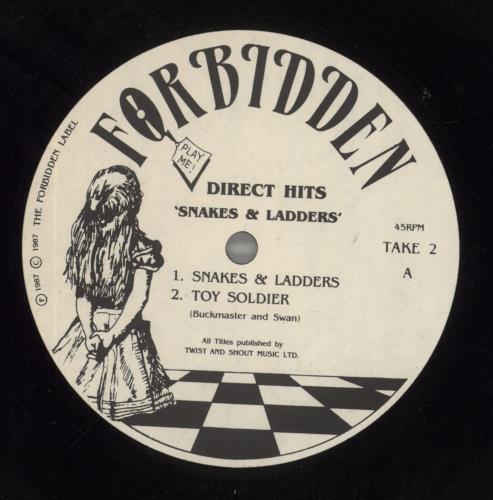 FORBIDDEN
PLAY
ME!
DIRECT HITS
'SNAKES & LADDERS'
45RPM
TAKE 2
A
1. SNAKES & LADDERS
2. TOY SOLDIER
(Buckmaster and Swan)
All Titles published by
TWIST AND SHOUT MUSIC LTD.
Ⓟ 1987 © 1987 THE FORBIDDEN LABEL